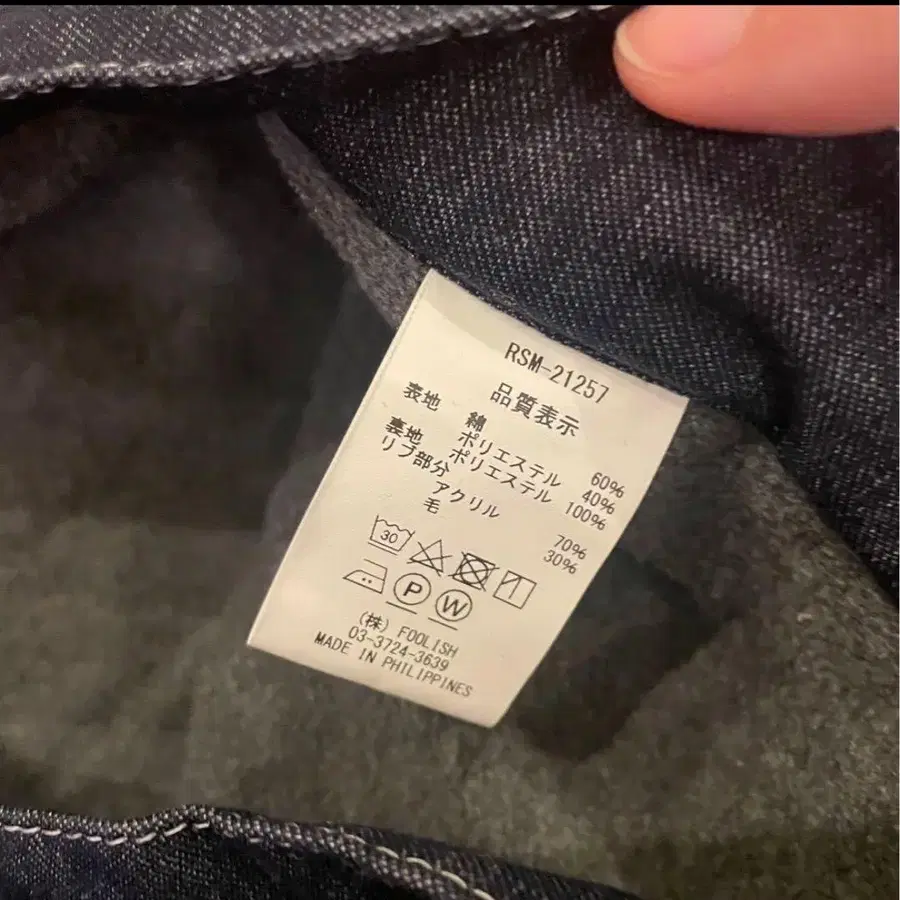 RSM-21257
品質表示
表地 綿 60%
ポリエステル 40%
裏地 ポリエステル 100%
リブ部分
アクリル 70%
毛 30%
30
P W
(株) FOOLISH
03-3724-3639
MADE IN PHILIPPINES